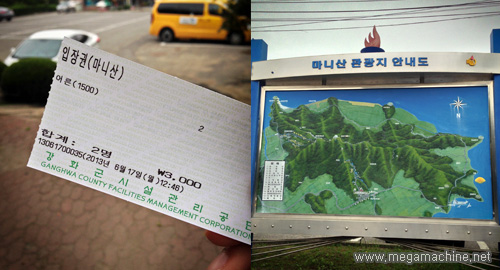 입장권(마니산)
어른(1500)
2
합계: 2명 ₩3,000
13061700035(2013년 6월17일(월)12:48)
강화군시설관리공단
GANGHWA COUNTY FACILITIES MANAGEMENT CORPORATION
마니산 관광지 안내도
www.megamachine.net